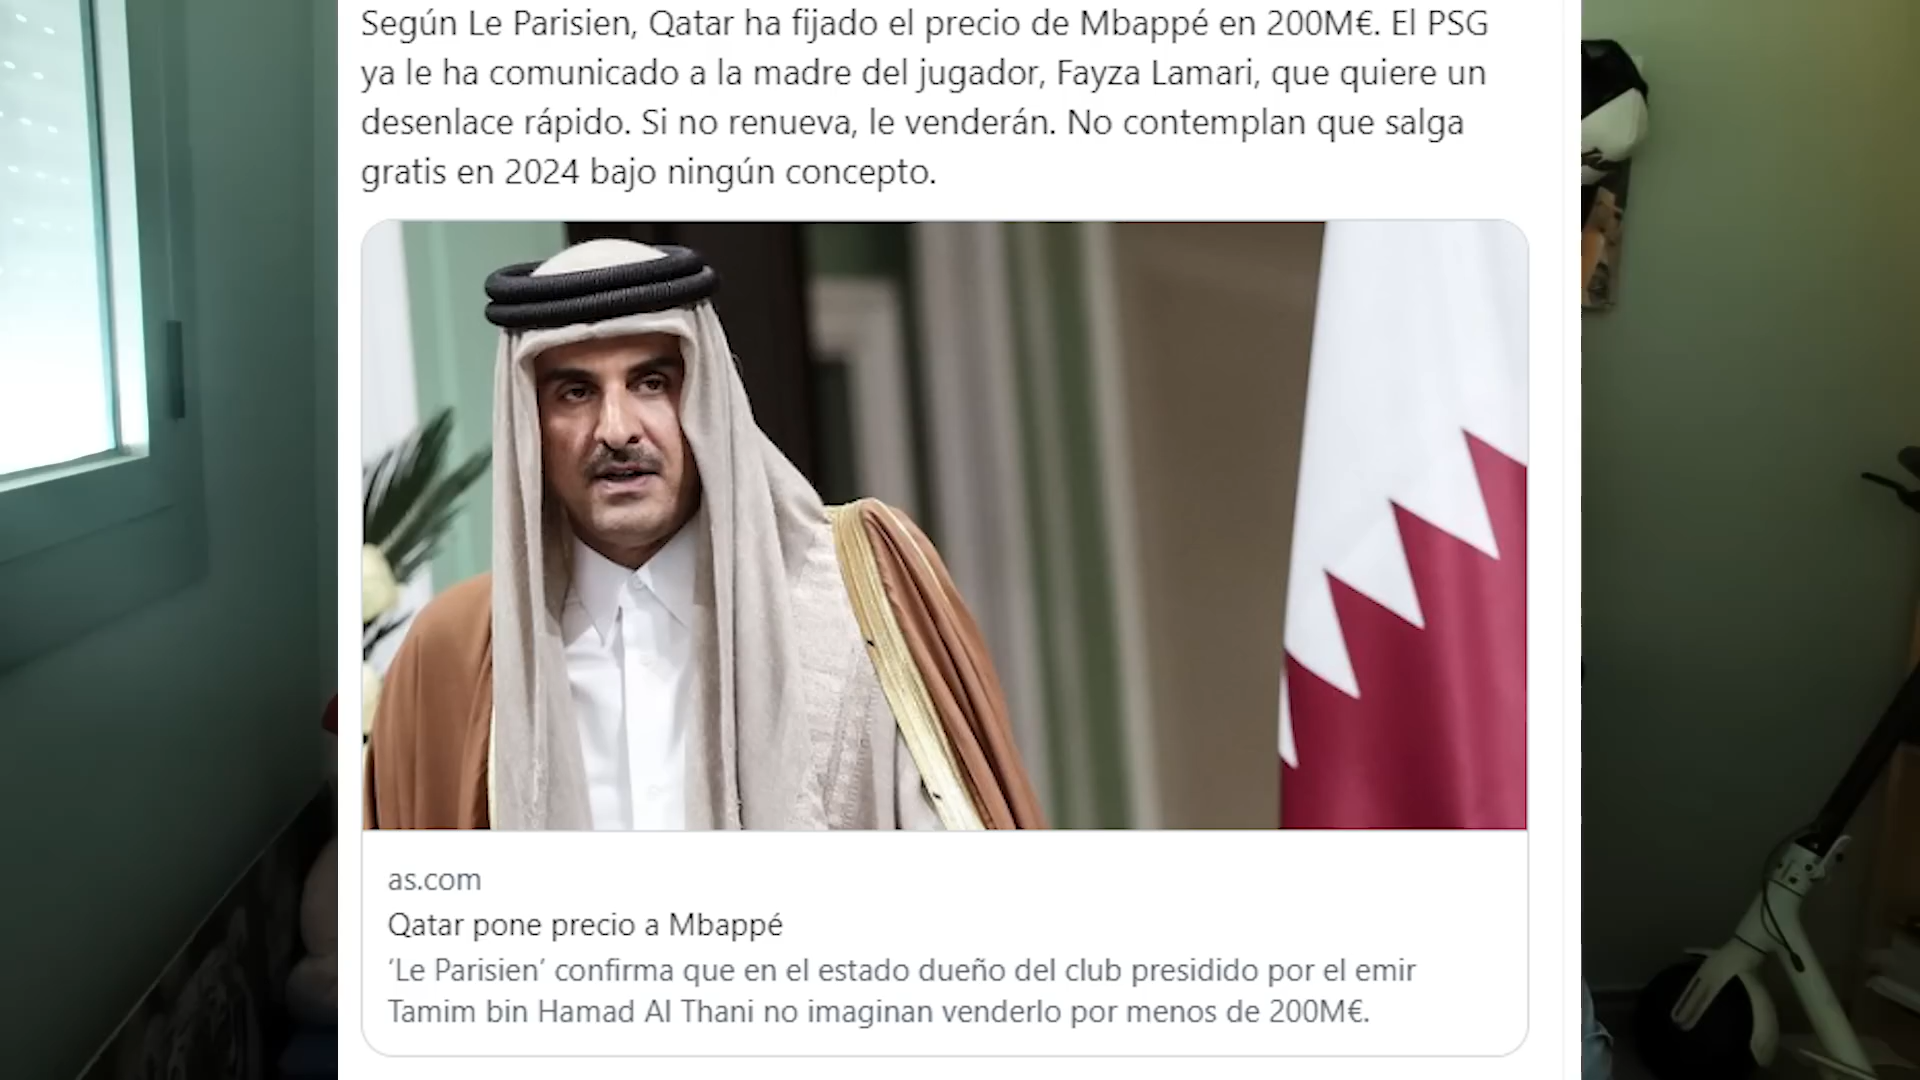 Según Le Parisien, Qatar ha fijado el precio de Mbappé en 200M€. El PSG
ya le ha comunicado a la madre del jugador, Fayza Lamari, que quiere un
desenlace rápido. Si no renueva, le venderán. No contemplan que salga
gratis en 2024 bajo ningún concepto.
as.com
Qatar pone precio a Mbappé
‘Le Parisien’ confirma que en el estado dueño del club presidido por el emir
Tamim bin Hamad Al Thani no imaginan venderlo por menos de 200M€.